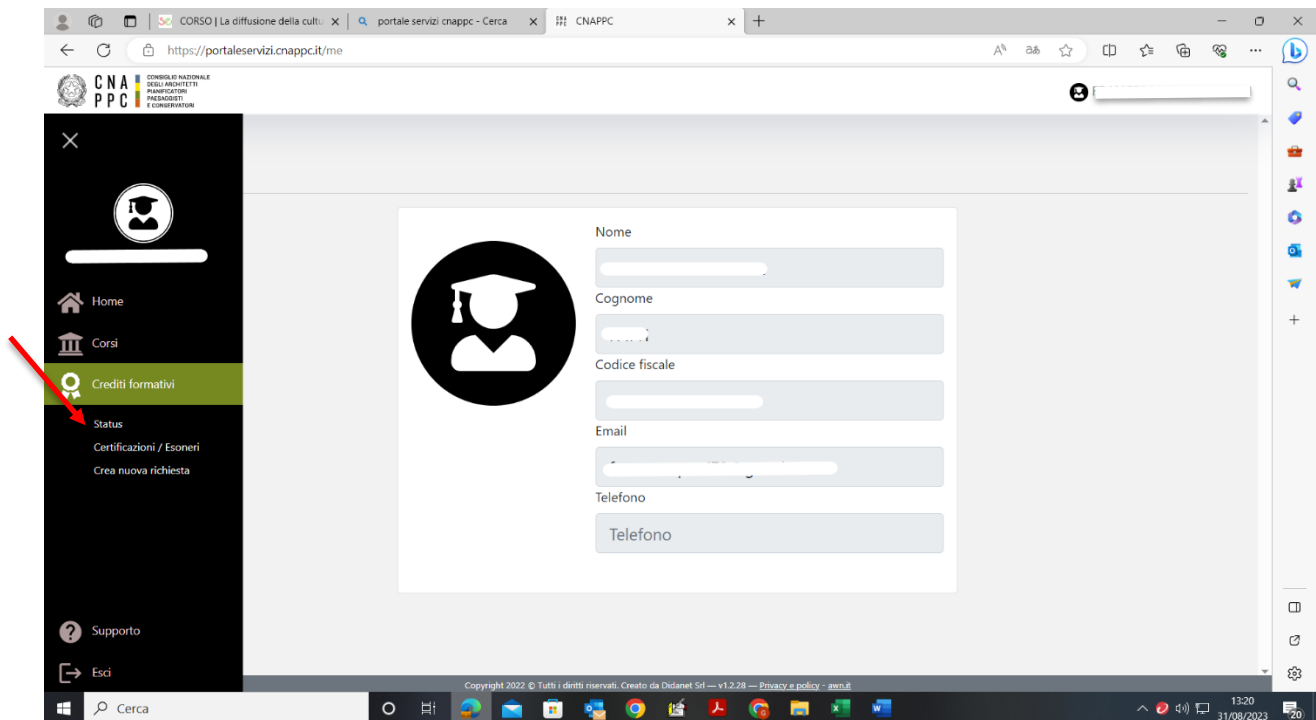 CORSO | La diffusione della cultu
portale servizi cnappc - Cerca
CNAPPC
https://portaleservizi.cnappc.it/me
CNA
PPC
CONSIGLIO NAZIONALE
DEGLI ARCHITETTI
PIANIFICATORI
PAESAGGISTI
E CONSERVATORI
Home
Corsi
Crediti formativi
Status
Certificazioni / Esoneri
Crea nuova richiesta
Supporto
Esci
Nome
Cognome
Codice fiscale
Email
Telefono
Telefono
Copyright 2022 © Tutti i diritti riservati. Creato da Didanet Srl — v1.2.28 — Privacy e policy - awn.it
Cerca
13:20
31/08/2023
20